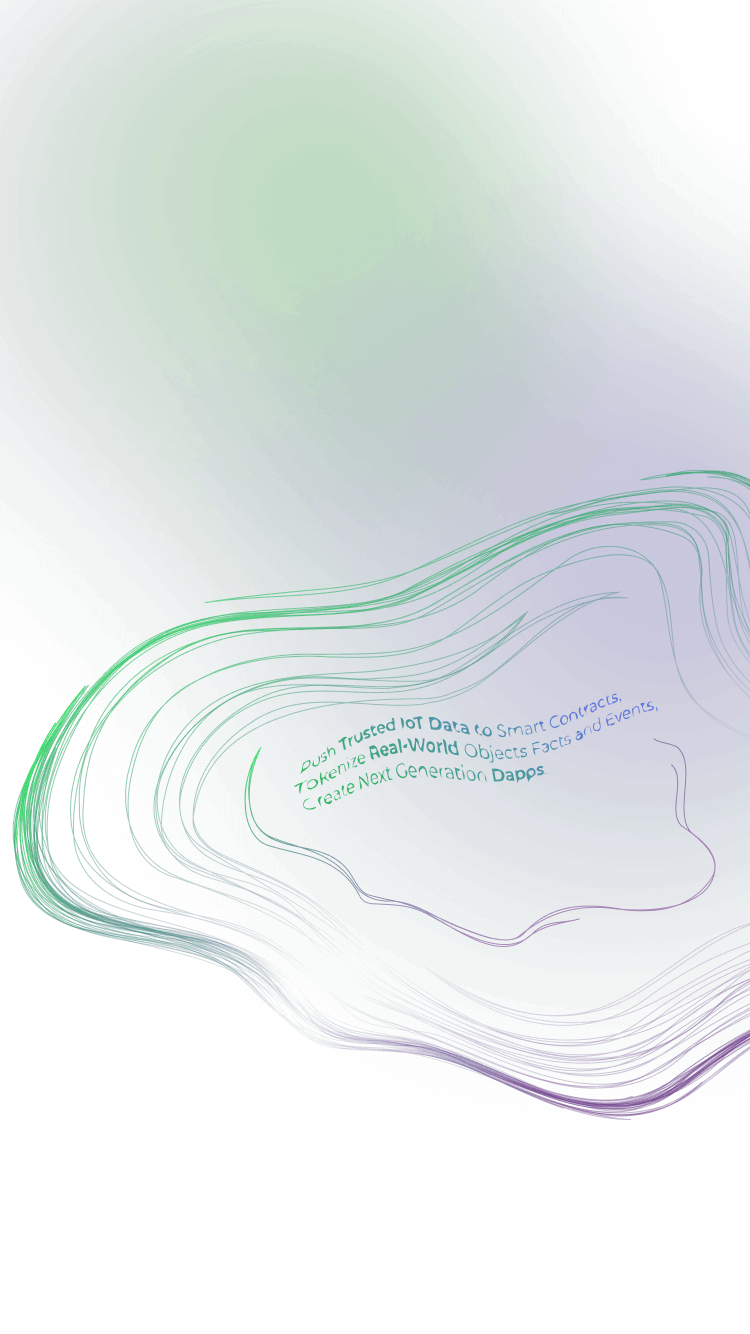 Push Trusted IoT Data to Smart Contracts,
Tokenize Real-World Objects Facts and Events,
Create Next Generation Dapps